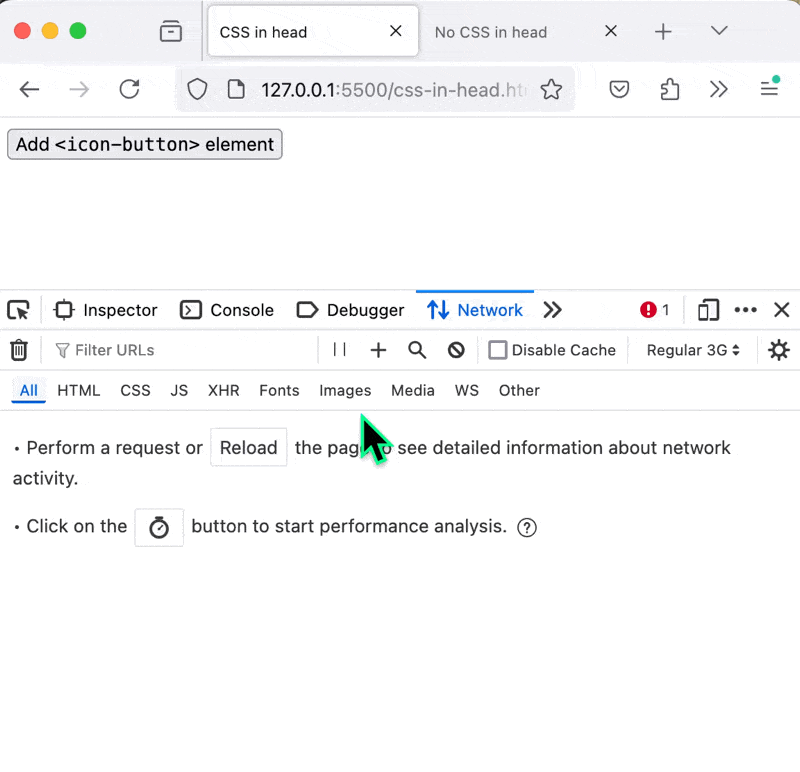 CSS in head
No CSS in head
127.0.0.1:5500/css-in-head.ht
Add <icon-button> element
Inspector Console Debugger Network 1
Filter URLs Disable Cache Regular 3G
All HTML CSS JS XHR Fonts Images Media WS Other
• Perform a request or Reload the page to see detailed information about network
activity.
• Click on the button to start performance analysis. ?